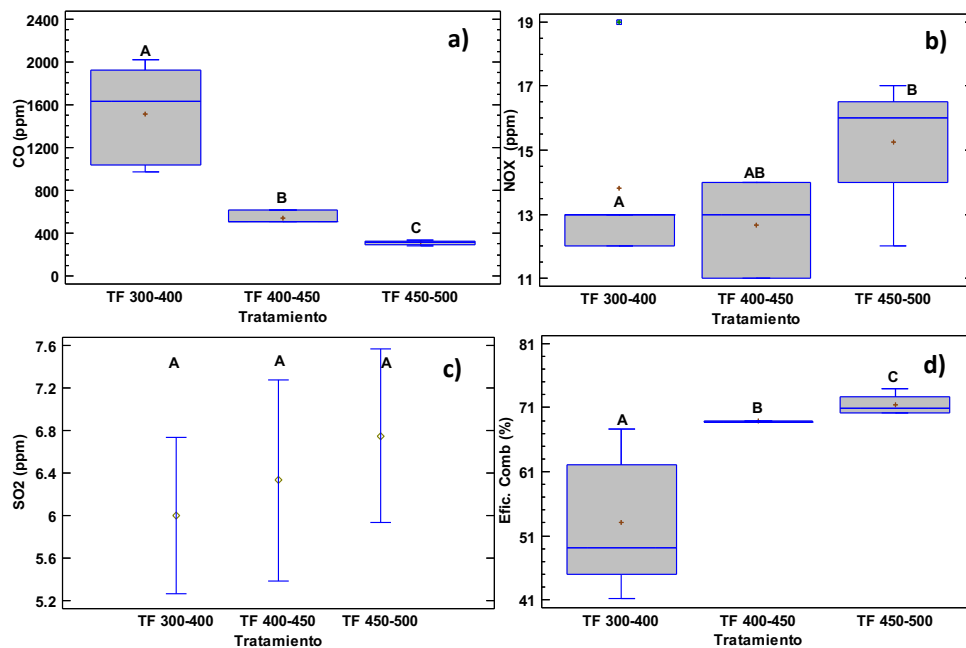 a)
CO (ppm)
2400
2000
1600
1200
800
400
0
A
B
C
TF 300-400 TF 400-450 TF 450-500
Tratamiento
b)
NOX (ppm)
19
17
15
13
11
A
AB
B
TF 300-400 TF 400-450 TF 450-500
Tratamiento
c)
SO2 (ppm)
7.6
7.2
6.8
6.4
6
5.6
5.2
A
A
A
TF 300-400 TF 400-450 TF 450-500
Tratamiento
d)
Efic. Comb (%)
81
71
61
51
41
A
B
C
TF 300-400 TF 400-450 TF 450-500
Tratamiento